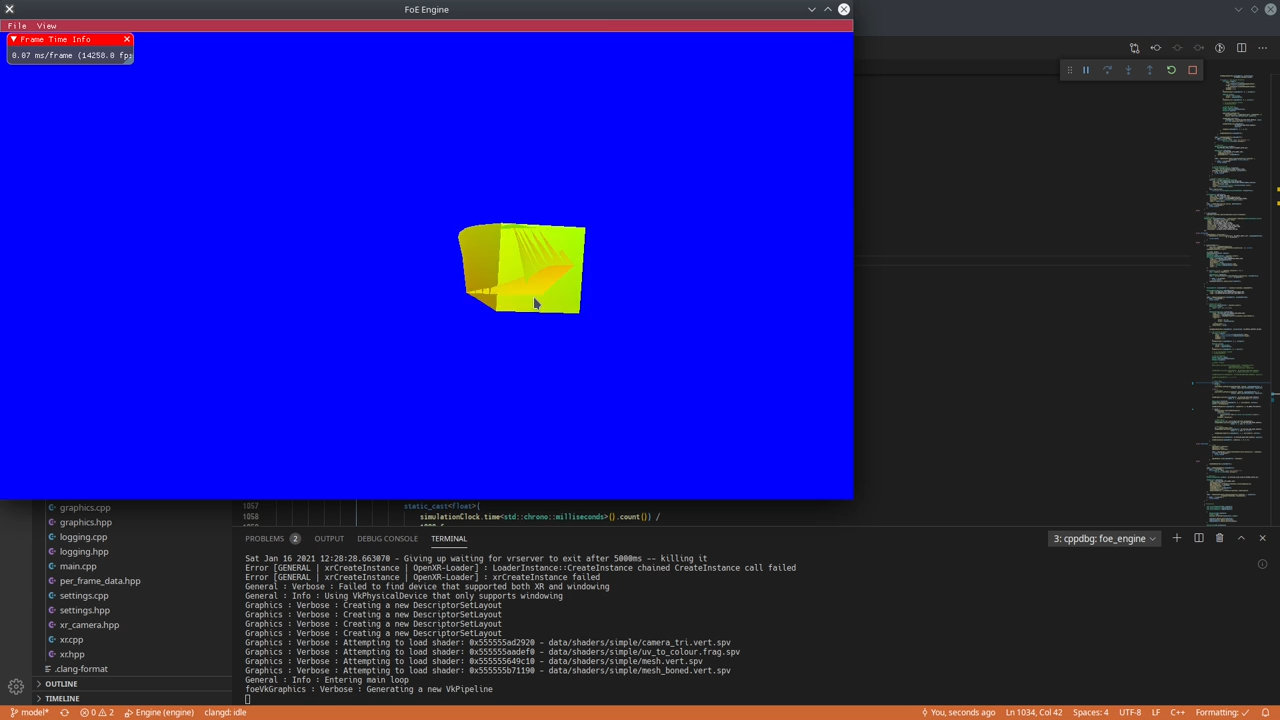 FoE Engine
File View
Frame Time Info
0.07 ms/frame (14258.0 fp
graphics.cpp
graphics.hpp
logging.cpp
logging.hpp
main.cpp
per_frame_data.hpp
settings.cpp
settings.hpp
xr_camera.hpp
xr.cpp
xr.hpp
.clang-format
OUTLINE
TIMELINE
1057 static_cast<float>{
simulationClock.time<std::chrono::milliseconds>().count()) /
PROBLEMS 2 OUTPUT DEBUG CONSOLE TERMINAL 3: cppdbg: foe_engine
Sat Jan 16 2021 12:28:28.663070 - Giving up waiting for vrserver to exit after 5000ms -- killing it
Error [GENERAL | xrCreateInstance | OpenXR-Loader] : LoaderInstance::CreateInstance chained CreateInstance call failed
Error [GENERAL | xrCreateInstance | OpenXR-Loader] : xrCreateInstance failed
General : Verbose : Failed to find device that supported both XR and windowing
General : Info : Using VkPhysicalDevice that only supports windowing
Graphics : Verbose : Creating a new DescriptorSetLayout
Graphics : Verbose : Creating a new DescriptorSetLayout
Graphics : Verbose : Creating a new DescriptorSetLayout
Graphics : Verbose : Creating a new DescriptorSetLayout
Graphics : Verbose : Attempting to load shader: 0x555555ad2920 - data/shaders/simple/camera_tri.vert.spv
Graphics : Verbose : Attempting to load shader: 0x555555aadef0 - data/shaders/simple/uv_to_colour.frag.spv
Graphics : Verbose : Attempting to load shader: 0x555555649c10 - data/shaders/simple/mesh.vert.spv
Graphics : Verbose : Attempting to load shader: 0x555555b71190 - data/shaders/simple/mesh_boned.vert.spv
General : Info : Entering main loop
foeVkGraphics : Verbose : Generating a new VkPipeline
model* 0 2 Engine (engine) clangd: idle You, seconds ago Ln 1034, Col 42 Spaces: 4 UTF-8 LF C++ Formatting: ✓